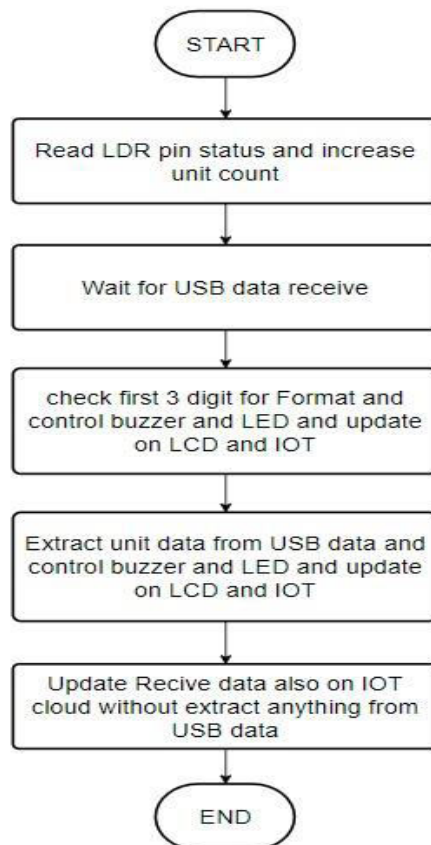 START
Read LDR pin status and increase
unit count
Wait for USB data receive
check first 3 digit for Format and
control buzzer and LED and update
on LCD and IOT
Extract unit data from USB data and
control buzzer and LED and update
on LCD and IOT
Update Recive data also on IOT
cloud without extract anything from
USB data
END